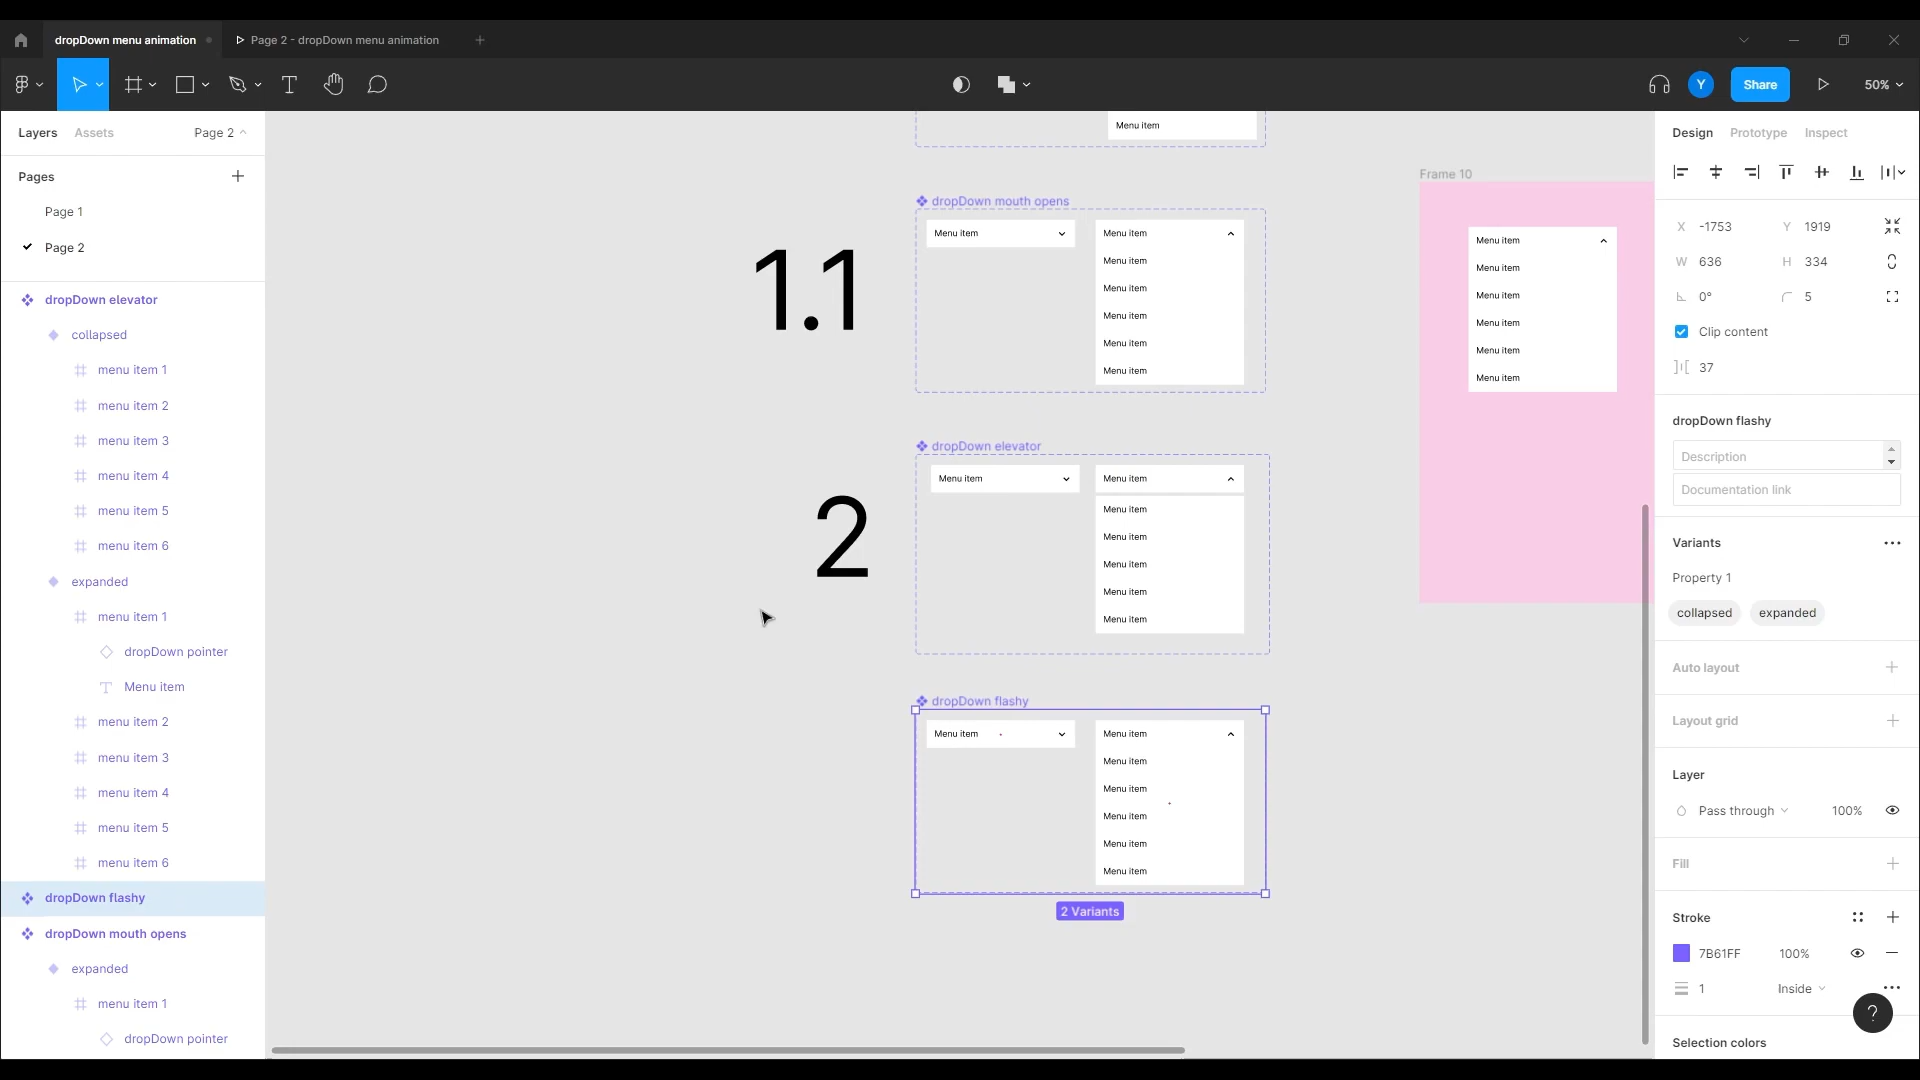 dropDown menu animation
Page 2 - dropDown menu animation
Y
Share
50%
Layers
Assets
Page 2
Pages
Page 1
Page 2
dropDown elevator
collapsed
menu item 1
menu item 2
menu item 3
menu item 4
menu item 5
menu item 6
expanded
menu item 1
dropDown pointer
Menu item
menu item 2
menu item 3
menu item 4
menu item 5
menu item 6
dropDown flashy
dropDown mouth opens
expanded
menu item 1
dropDown pointer
Menu item
dropDown mouth opens
1.1
Menu item
Menu item
Menu item
Menu item
Menu item
Menu item
Menu item
dropDown elevator
2
Menu item
Menu item
Menu item
Menu item
Menu item
Menu item
Menu item
dropDown flashy
Menu item
Menu item
Menu item
Menu item
Menu item
Menu item
Menu item
2 Variants
Frame 10
Menu item
Menu item
Menu item
Menu item
Menu item
Menu item
Design
Prototype
Inspect
X -1753
Y 1919
W 636
H 334
0°
5
Clip content
37
dropDown flashy
Description
Documentation link
Variants
Property 1
collapsed
expanded
Auto layout
Layout grid
Layer
Pass through
100%
Fill
Stroke
7B61FF
100%
1
Inside
?
Selection colors